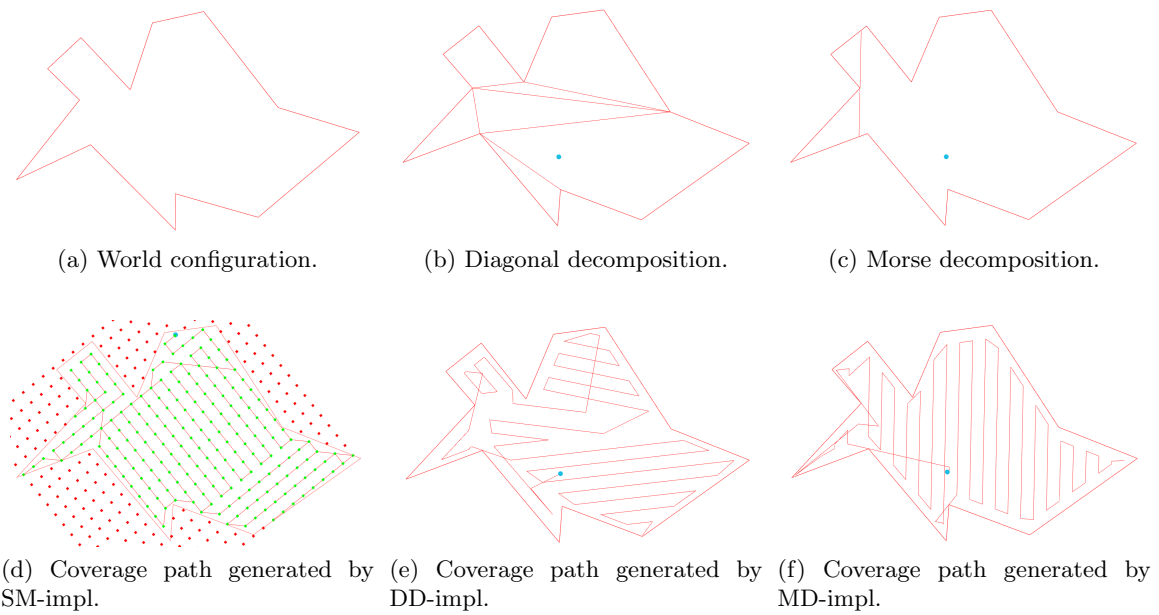 (a) World configuration.
(b) Diagonal decomposition.
(c) Morse decomposition.
(d) Coverage path generated by
SM-impl.
(e) Coverage path generated by
DD-impl.
(f) Coverage path generated by
MD-impl.